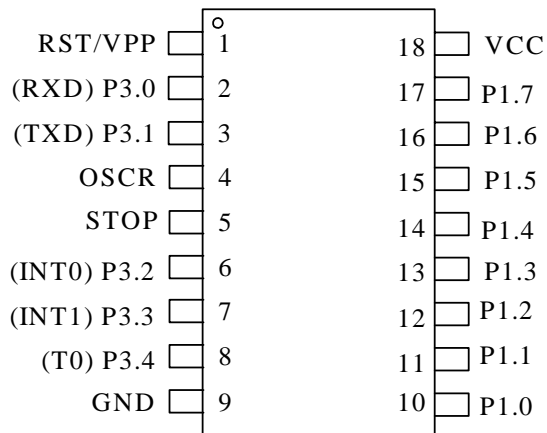 RST/VPP 1 18 VCC
(RXD) P3.0 2 17 P1.7
(TXD) P3.1 3 16 P1.6
OSCR 4 15 P1.5
STOP 5 14 P1.4
(INT0) P3.2 6 13 P1.3
(INT1) P3.3 7 12 P1.2
(T0) P3.4 8 11 P1.1
GND 9 10 P1.0